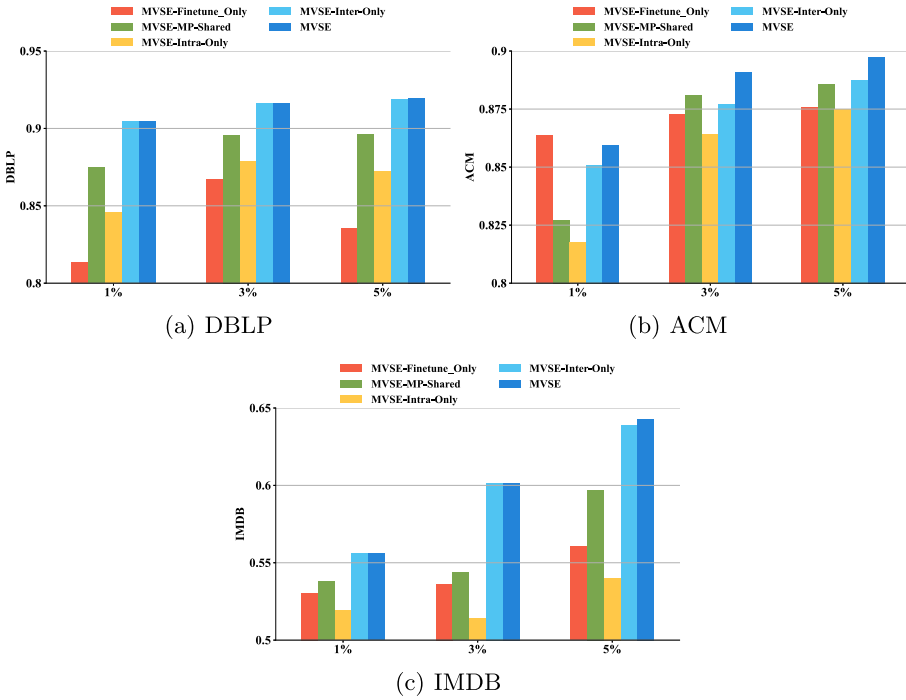 MVSE-Finetune_Only MVSE-Inter-Only
MVSE-MP-Shared MVSE
MVSE-Intra-Only
0.95
0.9
0.85
0.8
DBLP
1% 3% 5%
(a) DBLP
MVSE-Finetune_Only MVSE-Inter-Only
MVSE-MP-Shared MVSE
MVSE-Intra-Only
0.9
0.875
0.85
0.825
0.8
ACM
1% 3% 5%
(b) ACM
MVSE-Finetune_Only MVSE-Inter-Only
MVSE-MP-Shared MVSE
MVSE-Intra-Only
0.65
0.6
0.55
0.5
IMDB
1% 3% 5%
(c) IMDB